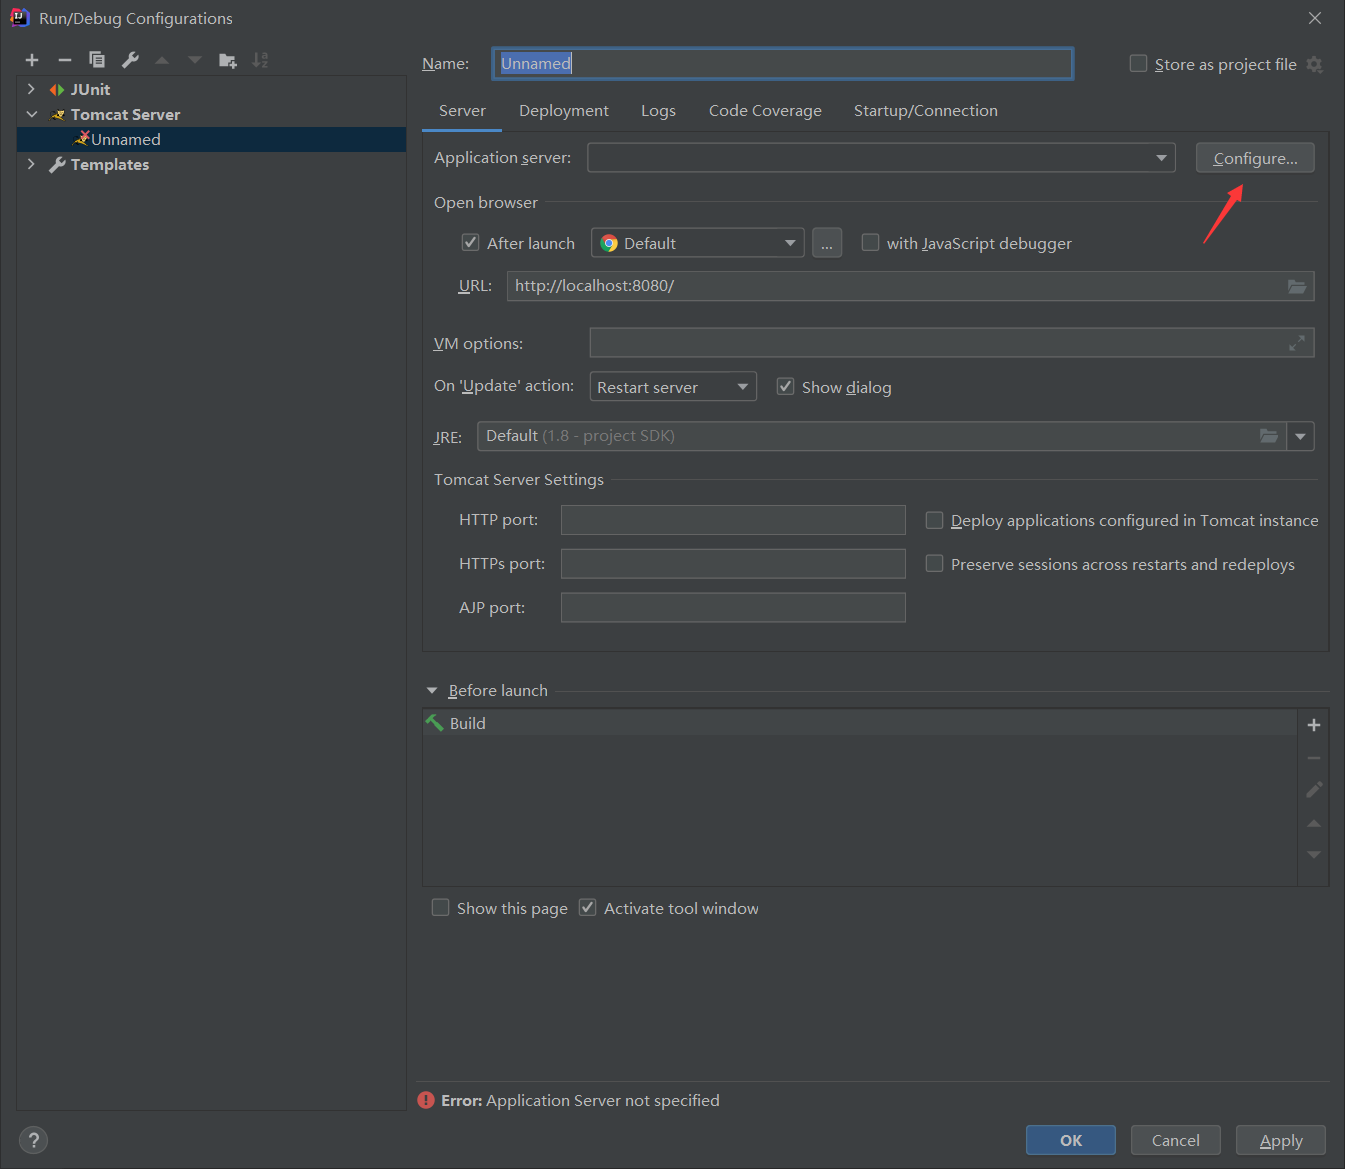 Run/Debug Configurations
JUnit
Tomcat Server
Unnamed
Templates
Name: Unnamed
Store as project file
Server Deployment Logs Code Coverage Startup/Connection
Application server: Configure...
Open browser
After launch Default ... with JavaScript debugger
URL: http://localhost:8080/
VM options:
On 'Update' action: Restart server Show dialog
JRE: Default (1.8 - project SDK)
Tomcat Server Settings
HTTP port: Deploy applications configured in Tomcat instance
HTTPs port: Preserve sessions across restarts and redeploys
AJP port:
Before launch
Build
Show this page Activate tool window
Error: Application Server not specified
? OK Cancel Apply